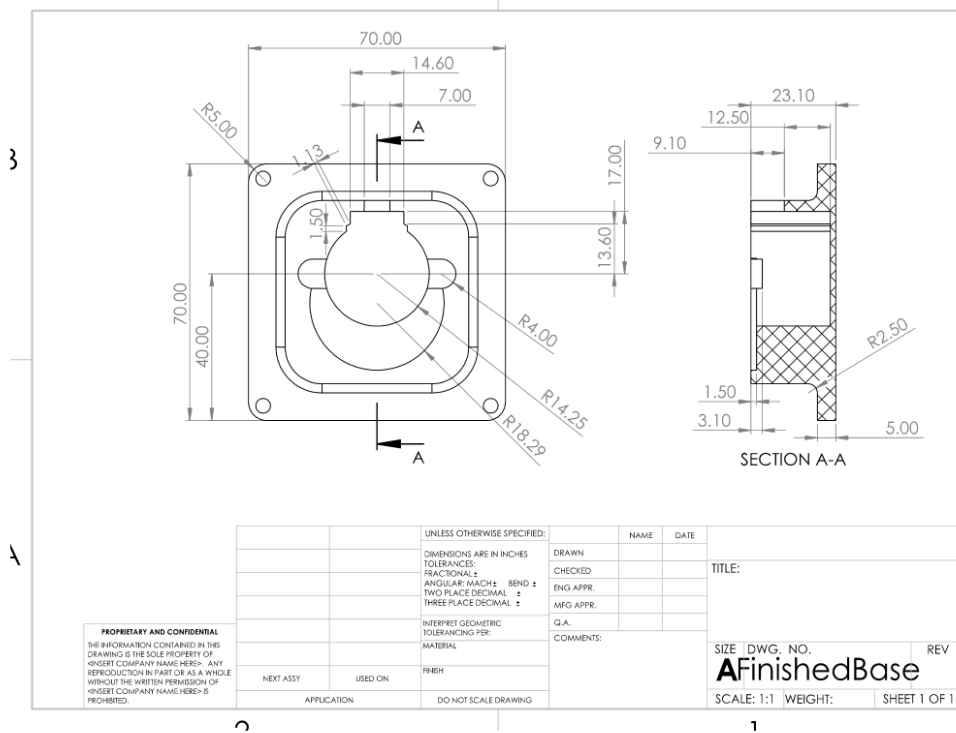 70.00
14.60
7.00
A
R5.00
1.13
1.50
17.00
13.60
70.00
40.00
R4.00
R14.25
R18.29
A
23.10
12.50
9.10
R2.50
1.50
3.10
5.00
SECTION A-A
B
A
UNLESS OTHERWISE SPECIFIED:
DIMENSIONS ARE IN INCHES
TOLERANCES:
FRACTIONAL ±
ANGULAR: MACH ± BEND ±
TWO PLACE DECIMAL ±
THREE PLACE DECIMAL ±
INTERPRET GEOMETRIC
TOLERANCING PER:
MATERIAL
FINISH
DO NOT SCALE DRAWING
NAME DATE
DRAWN
CHECKED
ENG APPR.
MFG APPR.
Q.A.
COMMENTS:
TITLE:
SIZE DWG. NO. REV
AFinishedBase
SCALE: 1:1 WEIGHT: SHEET 1 OF 1
PROPRIETARY AND CONFIDENTIAL
THE INFORMATION CONTAINED IN THIS
DRAWING IS THE SOLE PROPERTY OF
<INSERT COMPANY NAME HERE>. ANY
REPRODUCTION IN PART OR AS A WHOLE
WITHOUT THE WRITTEN PERMISSION OF
<INSERT COMPANY NAME HERE> IS
PROHIBITED.
NEXT ASSY USED ON
APPLICATION
2
1